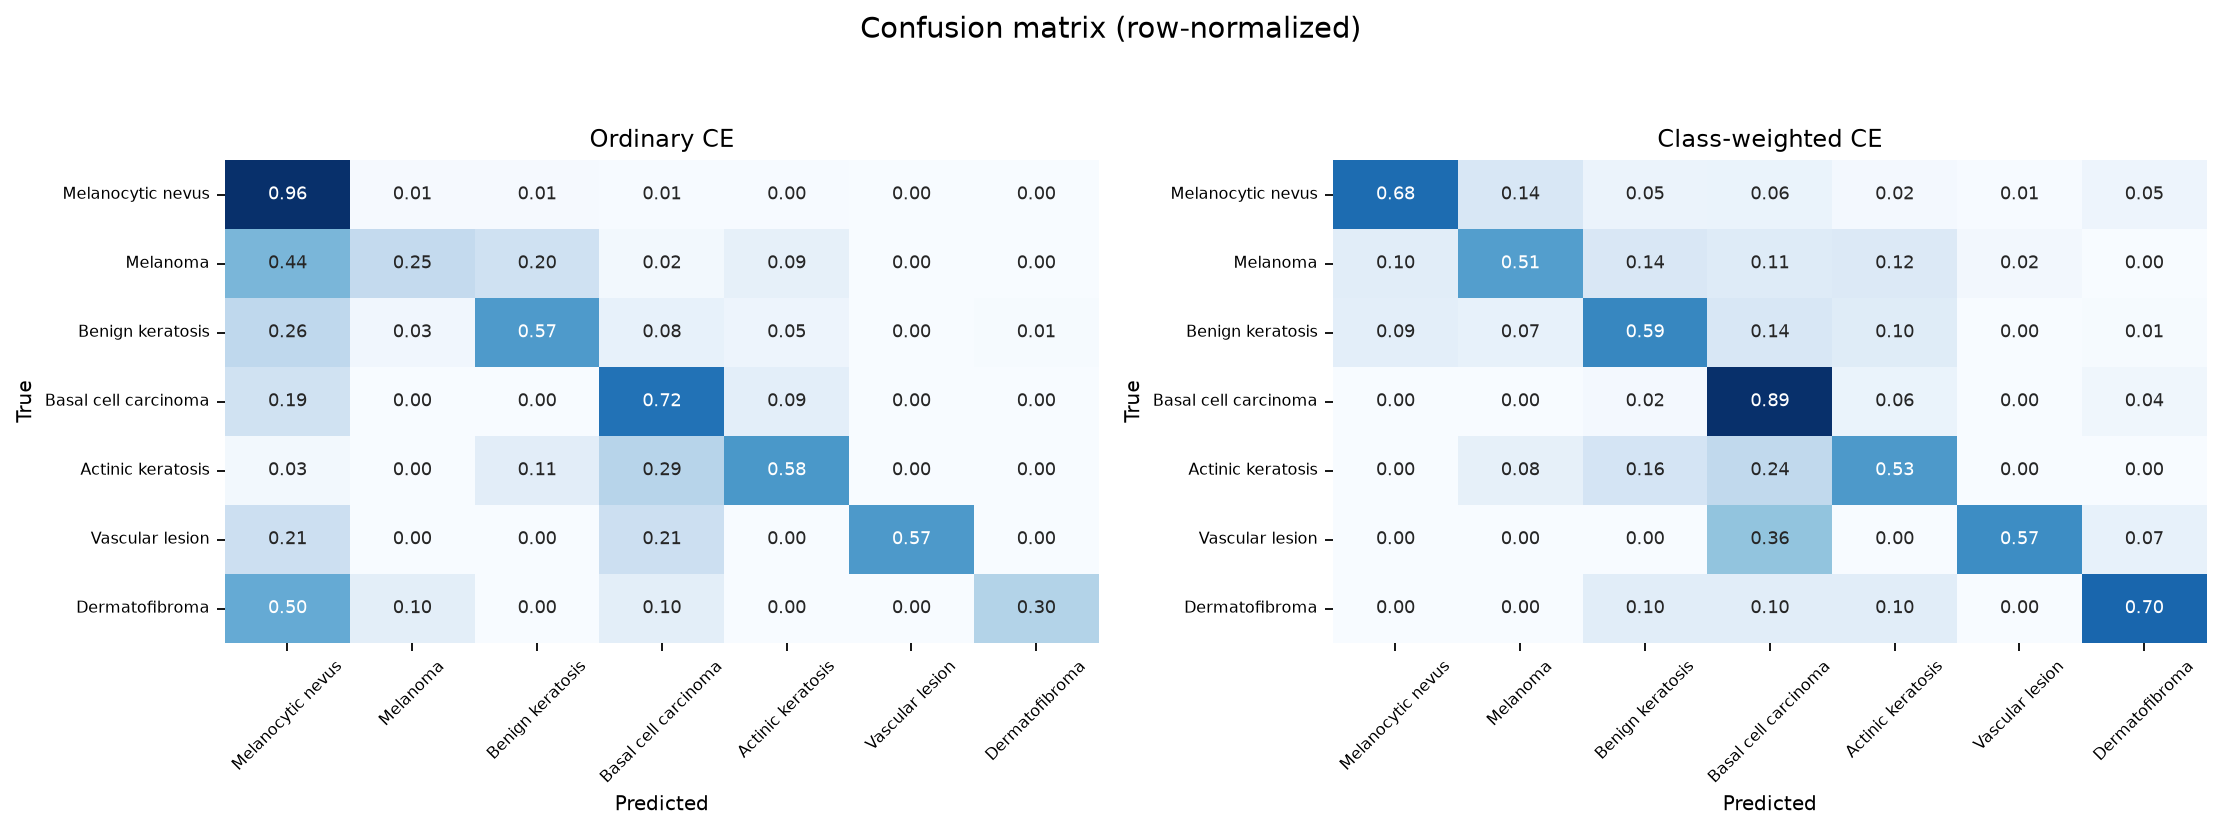 Confusion matrix (row-normalized)
Ordinary CE
True
Melanocytic nevus 0.96 0.01 0.01 0.01 0.00 0.00 0.00
Melanoma 0.44 0.25 0.20 0.02 0.09 0.00 0.00
Benign keratosis 0.26 0.03 0.57 0.08 0.05 0.00 0.01
Basal cell carcinoma 0.19 0.00 0.00 0.72 0.09 0.00 0.00
Actinic keratosis 0.03 0.00 0.11 0.29 0.58 0.00 0.00
Vascular lesion 0.21 0.00 0.00 0.21 0.00 0.57 0.00
Dermatofibroma 0.50 0.10 0.00 0.10 0.00 0.00 0.30
Melanocytic nevus Melanoma Benign keratosis Basal cell carcinoma Actinic keratosis Vascular lesion Dermatofibroma
Predicted
Class-weighted CE
True
Melanocytic nevus 0.68 0.14 0.05 0.06 0.02 0.01 0.05
Melanoma 0.10 0.51 0.14 0.11 0.12 0.02 0.00
Benign keratosis 0.09 0.07 0.59 0.14 0.10 0.00 0.01
Basal cell carcinoma 0.00 0.00 0.02 0.89 0.06 0.00 0.04
Actinic keratosis 0.00 0.08 0.16 0.24 0.53 0.00 0.00
Vascular lesion 0.00 0.00 0.00 0.36 0.00 0.57 0.07
Dermatofibroma 0.00 0.00 0.10 0.10 0.10 0.00 0.70
Melanocytic nevus Melanoma Benign keratosis Basal cell carcinoma Actinic keratosis Vascular lesion Dermatofibroma
Predicted